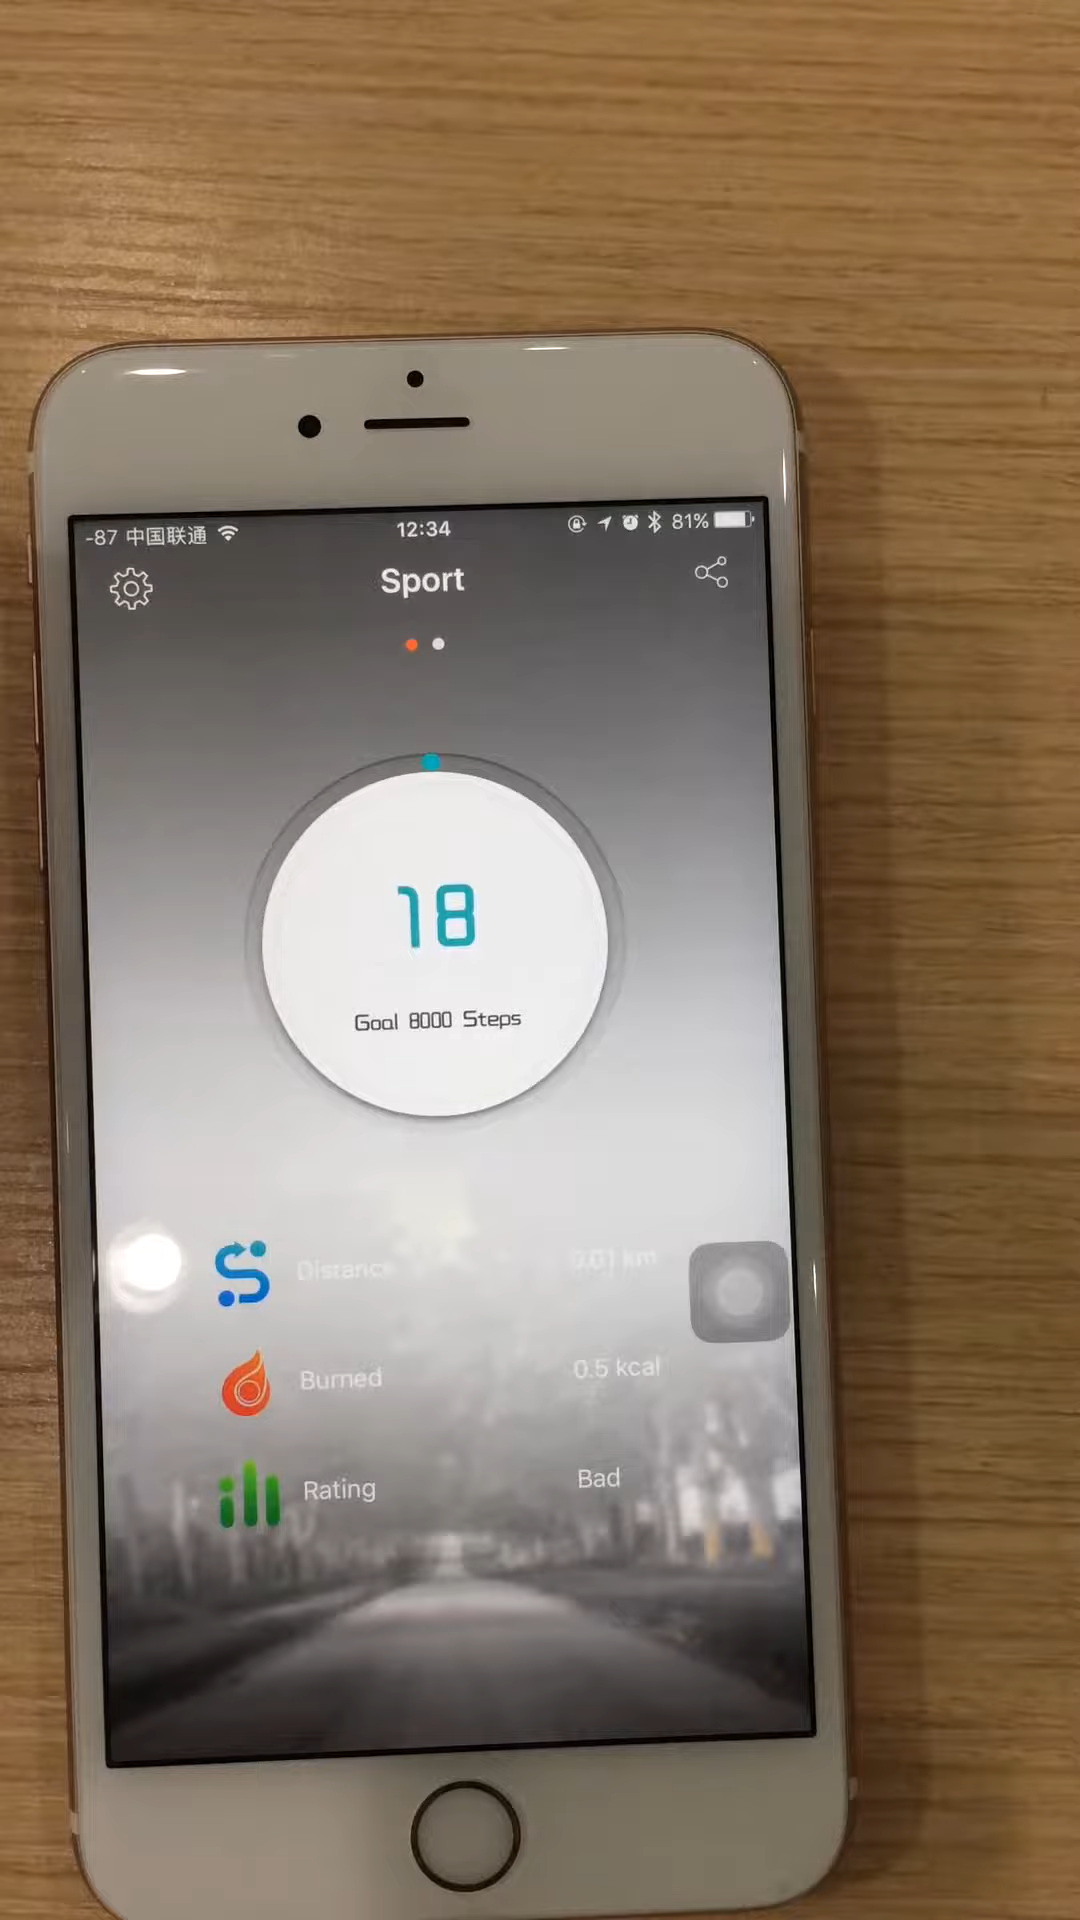 -87 中国联通 12:34 81%
Sport
18
Goal 8000 Steps
Distance 0.01 km
Burned 0.5 kcal
Rating Bad